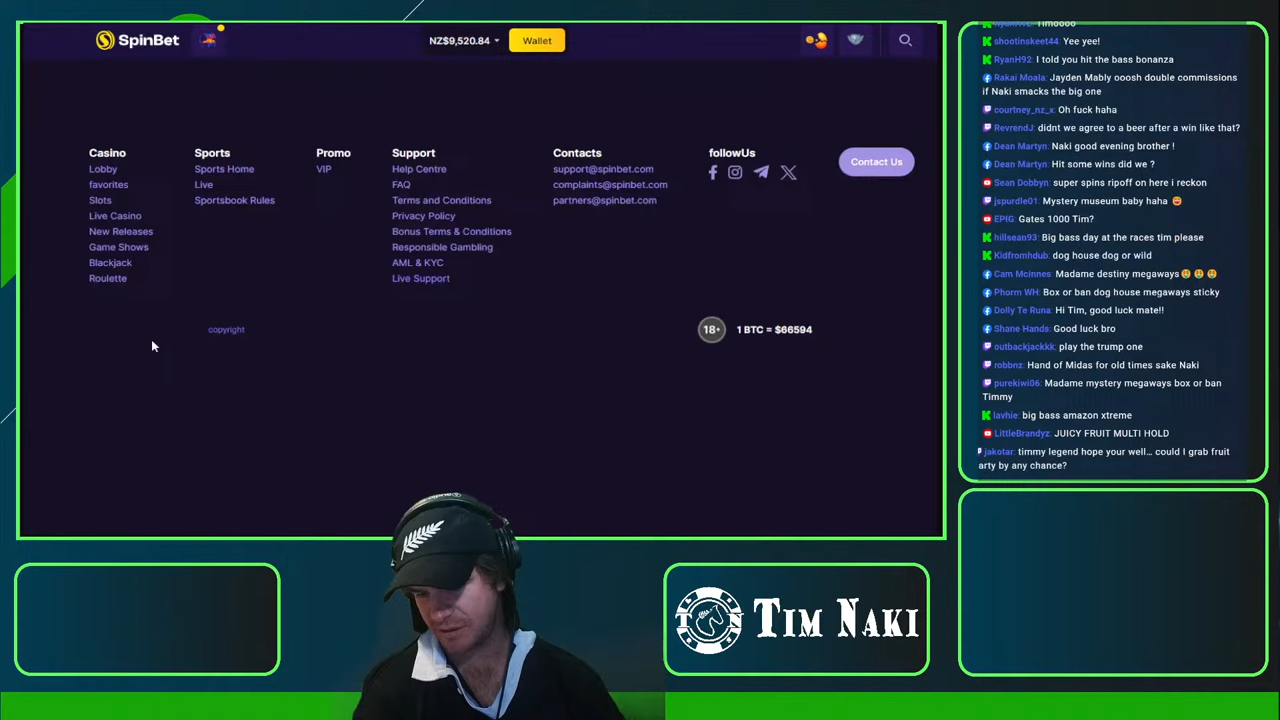 SpinBet
NZ$9,520.84
Wallet
Casino
Lobby
favorites
Slots
Live Casino
New Releases
Game Shows
Blackjack
Roulette
Sports
Sports Home
Live
Sportsbook Rules
Promo
VIP
Support
Help Centre
FAQ
Terms and Conditions
Privacy Policy
Bonus Terms & Conditions
Responsible Gambling
AML & KYC
Live Support
Contacts
support@spinbet.com
complaints@spinbet.com
partners@spinbet.com
followUs
Contact Us
copyright
18+
1 BTC = $66594
shootinskeet44: Yee yee!
RyanH92: I told you hit the bass bonanza
Rakai Moala: Jayden Mably ooosh double commissions
if Naki smacks the big one
courtney_nz_x: Oh fuck haha
RevrendJ: didnt we agree to a beer after a win like that?
Dean Martyn: Naki good evening brother !
Dean Martyn: Hit some wins did we ?
Sean Dobbyn: super spins ripoff on here i reckon
jspurdle01: Mystery museum baby haha
EPIG: Gates 1000 Tim?
hillsean93: Big bass day at the races tim please
Kidfromhdub: dog house dog or wild
Cam McInnes: Madame destiny megaways
Phorm WH: Box or ban dog house megaways sticky
Dolly Te Runa: Hi Tim, good luck mate!!
Shane Hands: Good luck bro
outbackjackkk: play the trump one
robbnz: Hand of Midas for old times sake Naki
purekiwi06: Madame mystery megaways box or ban
Timmy
lavhie: big bass amazon xtreme
LittleBrandyz: JUICY FRUIT MULTI HOLD
jakotar: timmy legend hope your well… could I grab fruit
arty by any chance?
TIM NAKI